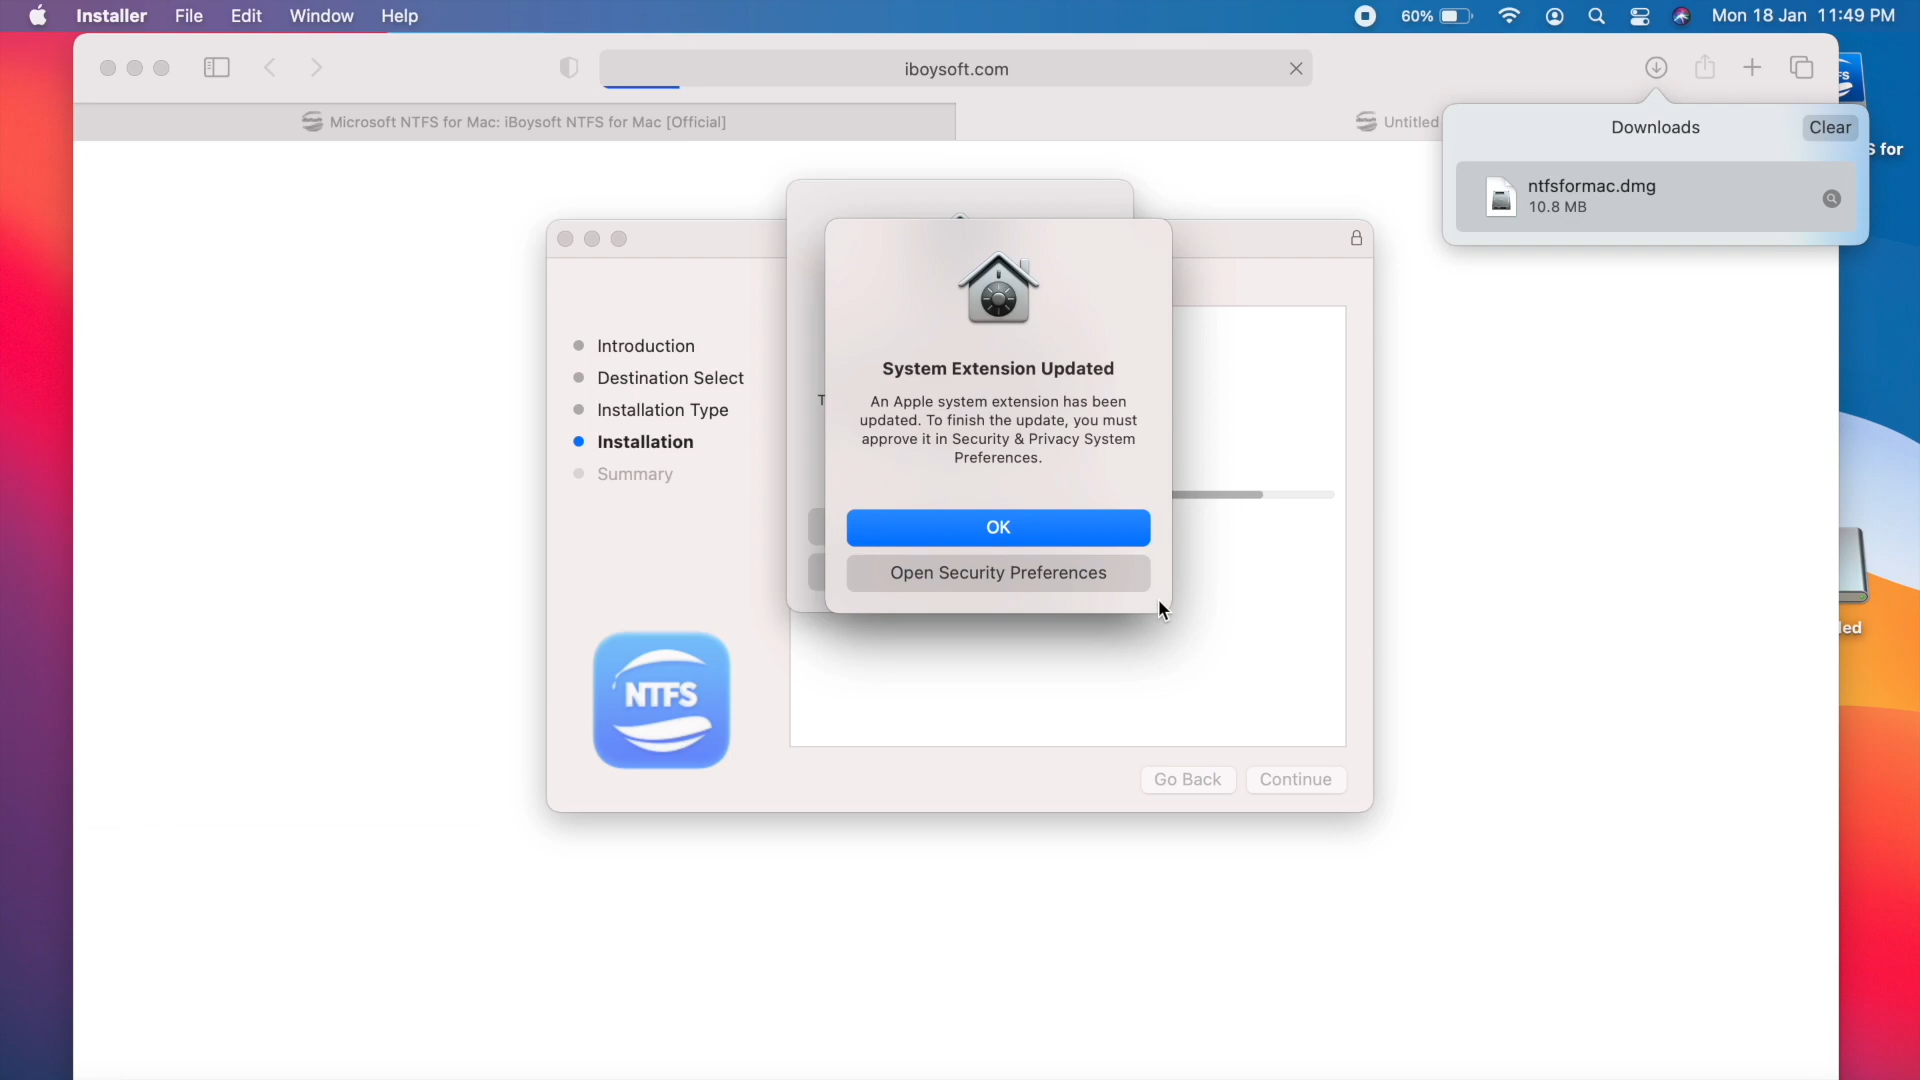 Installer File Edit Window Help 60% Mon 18 Jan 11:49 PM
iboysoft.com
Microsoft NTFS for Mac: iBoysoft NTFS for Mac [Official]
Untitled
Downloads
Clear
ntfsformac.dmg
10.8 MB
S for
Introduction
Destination Select
Installation Type
Installation
Summary
T
System Extension Updated
An Apple system extension has been
updated. To finish the update, you must
approve it in Security & Privacy System
Preferences.
OK
Open Security Preferences
led
NTFS
Go Back
Continue